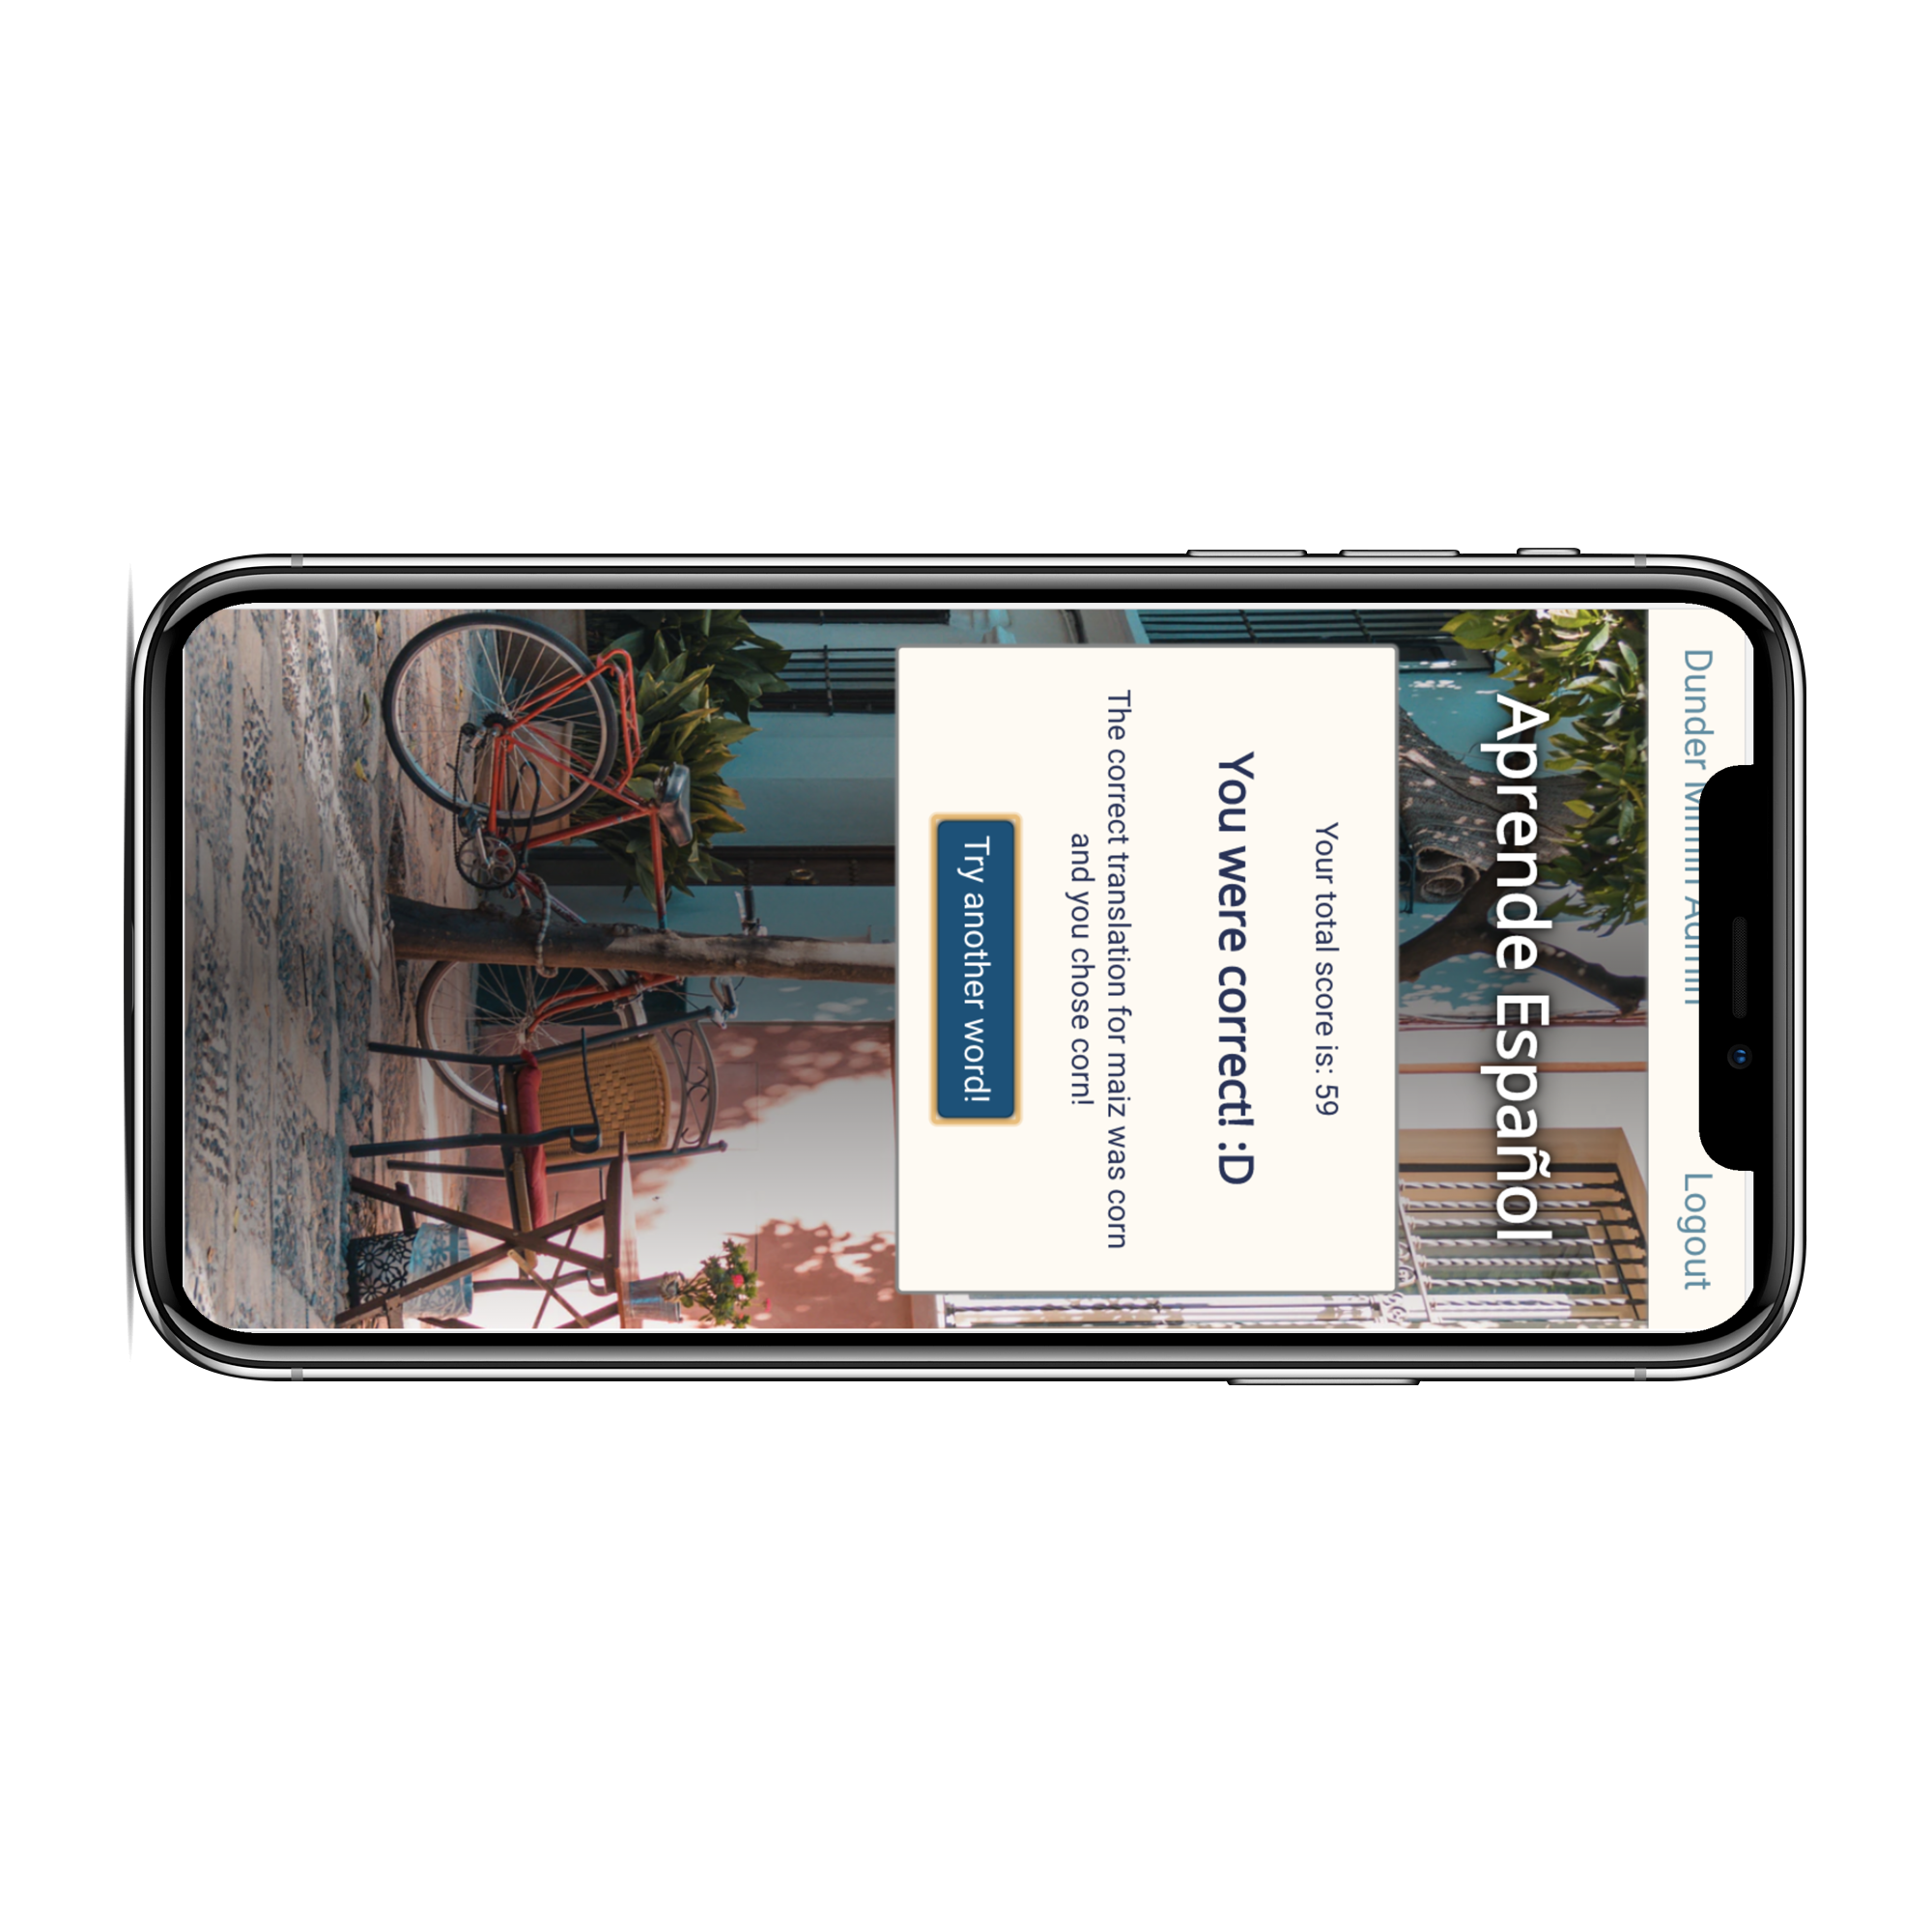 Dunder Admin
Logout
Aprende Español
Your total score is: 59
You were correct! :D
The correct translation for maiz was corn
and you chose corn!
Try another word!